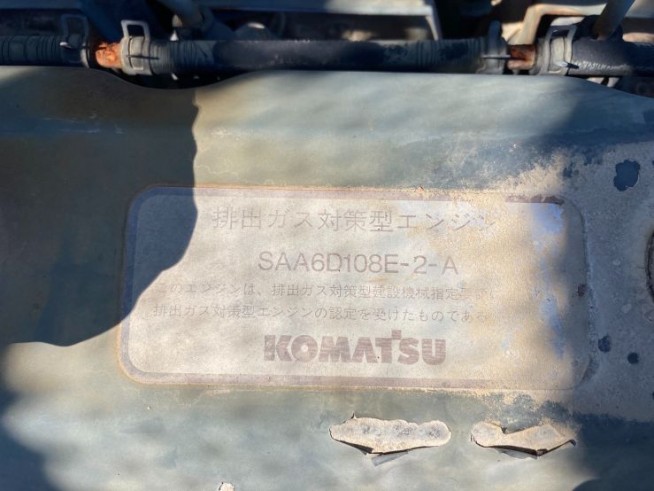 排出ガス対策型エンジン
SAA6D108E-2-A
このエンジンは、排出ガス対策型建設機械指定要領に
排出ガス対策型エンジンの認定を受けたものである
KOMATSU